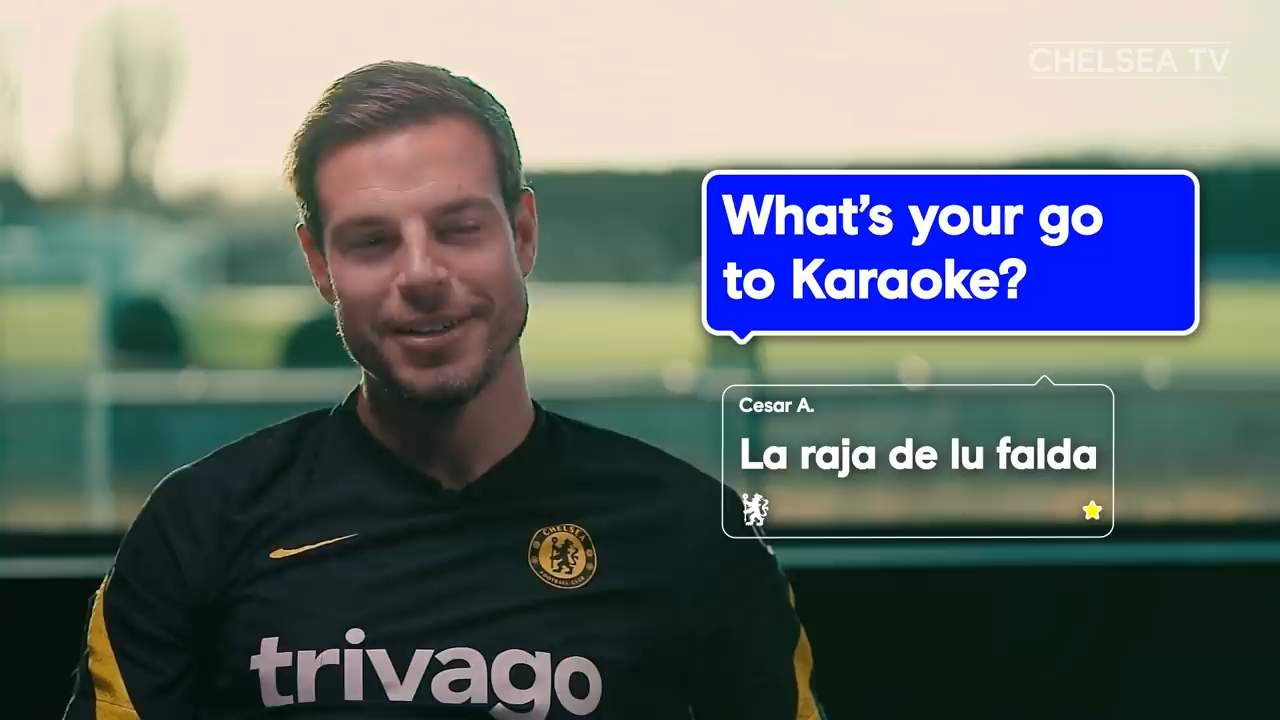 CHELSEA TV
What's your go
to Karaoke?
Cesar A.
La raja de lu falda
CHELSEA
FOOTBALL CLUB
trivago